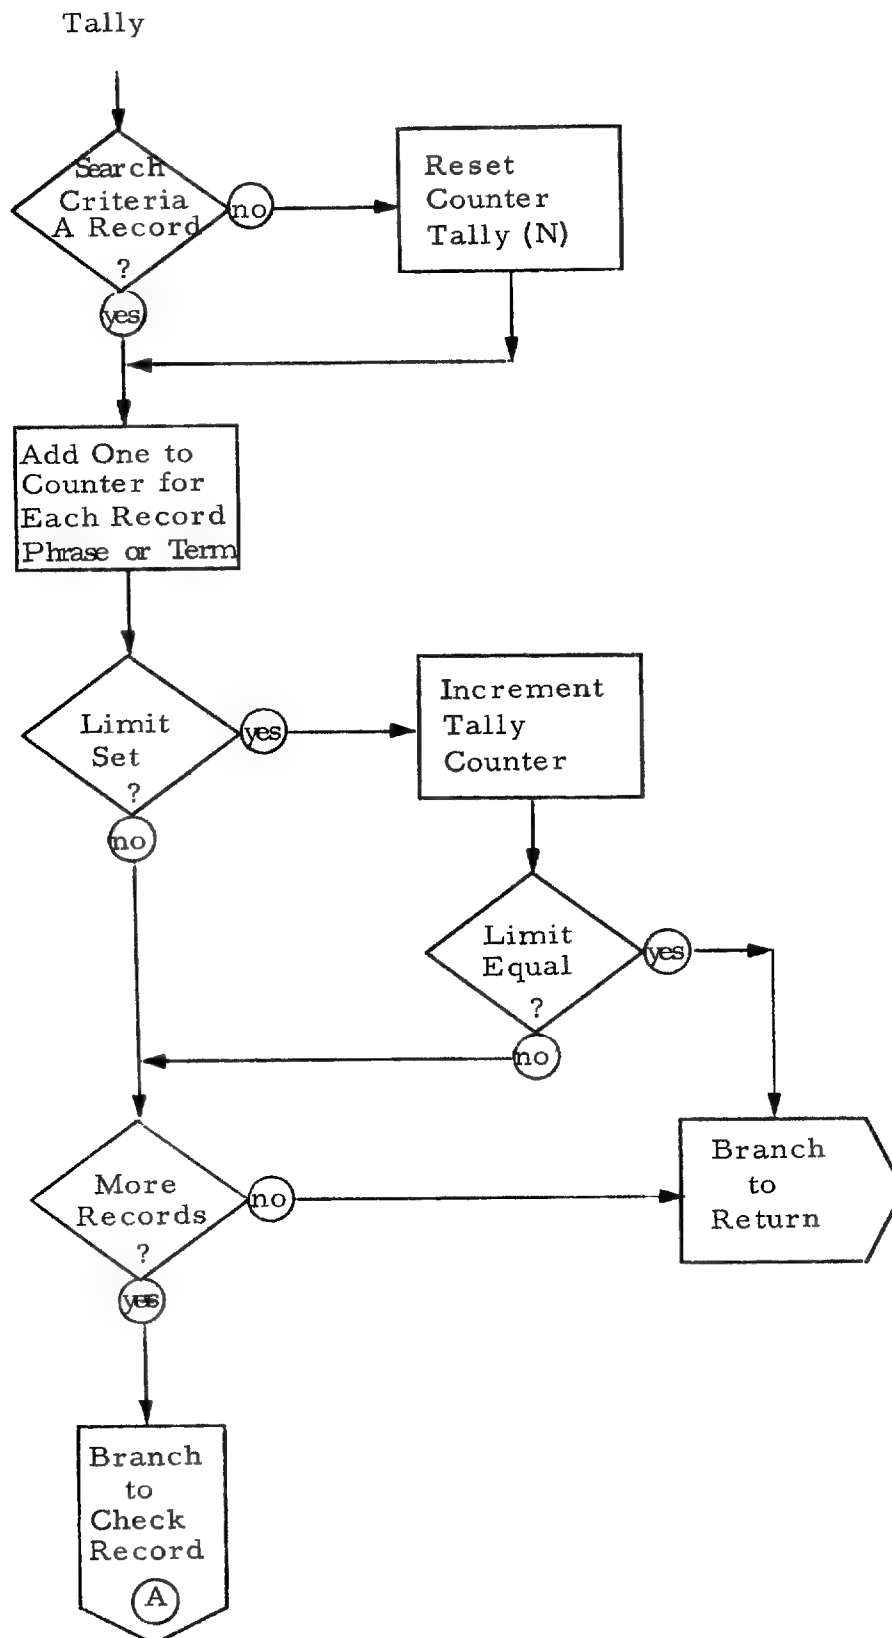 Tally
Search
Criteria
A Record
?
no
yes
Reset
Counter
Tally (N)
Add One to
Counter for
Each Record
Phrase or Term
Limit
Set
?
yes
no
Increment
Tally
Counter
Limit
Equal
?
yes
no
More
Records
?
no
yes
Branch
to
Return
Branch
to
Check
Record
A